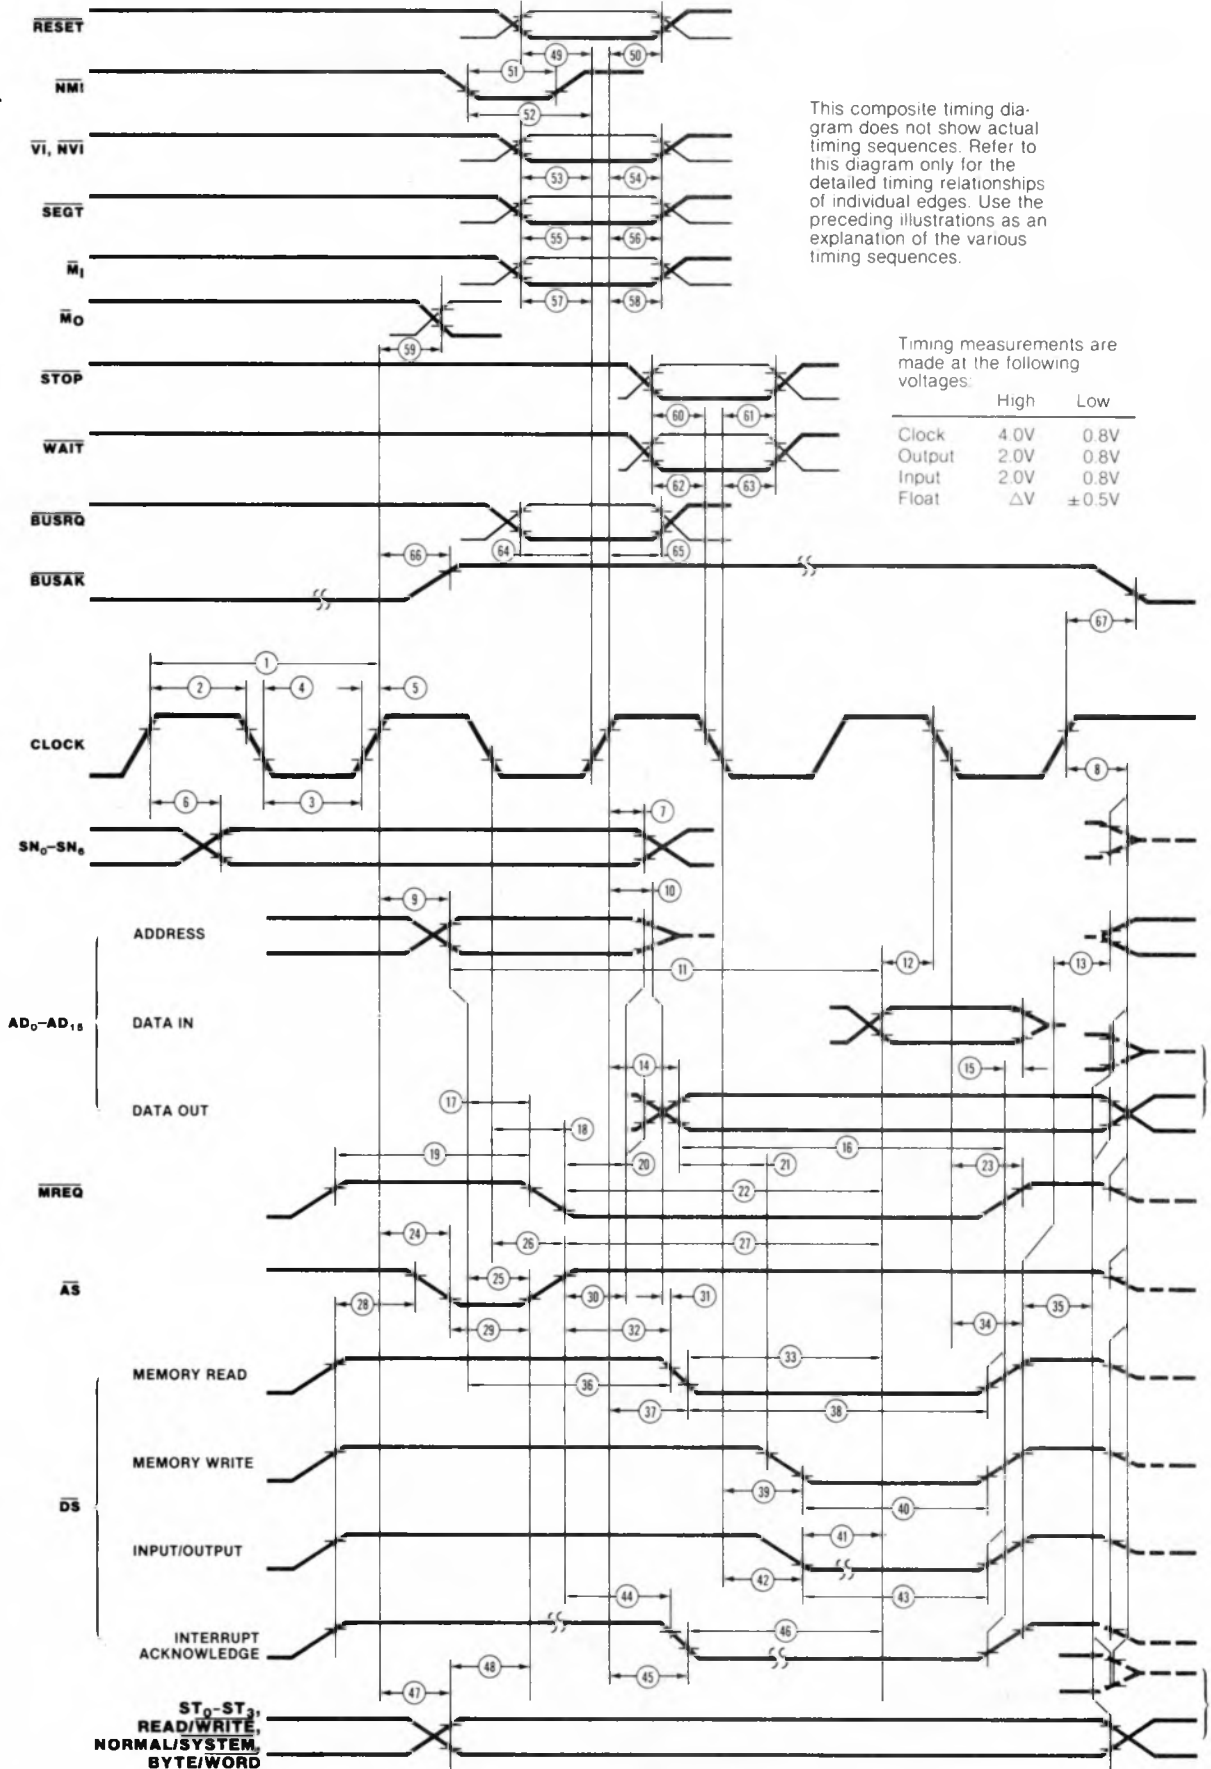 RESET
49
50
NMI
51
52
VI, NVI
53
54
SEGT
55
56
M̄I
57
58
M̄O
59
This composite timing dia-
gram does not show actual
timing sequences. Refer to
this diagram only for the
detailed timing relationships
of individual edges. Use the
preceding illustrations as an
explanation of the various
timing sequences.
Timing measurements are
made at the following
voltages:
High Low
Clock 4.0V 0.8V
Output 2.0V 0.8V
Input 2.0V 0.8V
Float △V ±0.5V
STOP
60
61
WAIT
62
63
BUSRQ
64
65
66
BUSAK
67
1
2
4
5
CLOCK
8
6
3
7
SN₀–SN₆
9
10
ADDRESS
11
12
13
AD₀–AD₁₅
DATA IN
14
15
17
DATA OUT
18
16
19
20
21
23
MREQ
22
24
26
27
AS
25
28
30
31
35
29
32
34
33
MEMORY READ
36
37
38
MEMORY WRITE
39
40
DS
41
INPUT/OUTPUT
42
43
44
INTERRUPT
ACKNOWLEDGE
46
48
45
47
ST₀–ST₃,
READ/WRITE,
NORMAL/SYSTEM,
BYTE/WORD